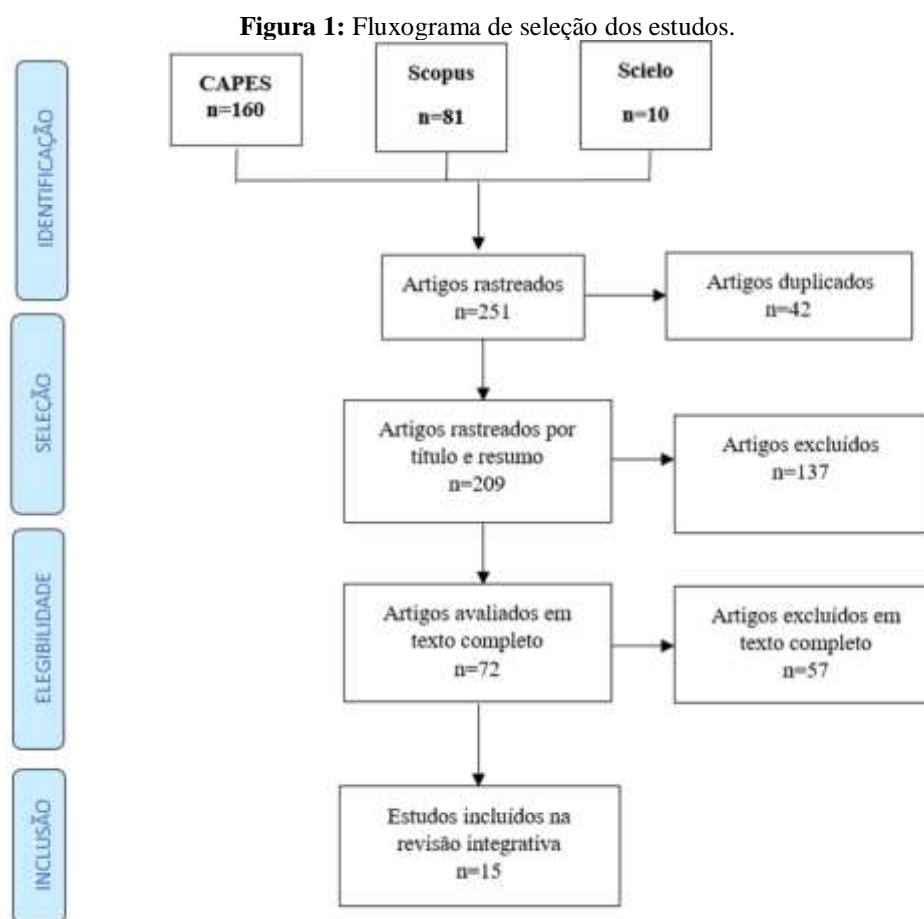 Figura 1: Fluxograma de seleção dos estudos.
IDENTIFICAÇÃO
CAPES
n=160
Scopus
n=81
Scielo
n=10
Artigos rastreados
n=251
Artigos duplicados
n=42
SELEÇÃO
Artigos rastreados por
título e resumo
n=209
Artigos excluídos
n=137
ELEGIBILIDADE
Artigos avaliados em
texto completo
n=72
Artigos excluídos em
texto completo
n=57
INCLUSÃO
Estudos incluídos na
revisão integrativa
n=15